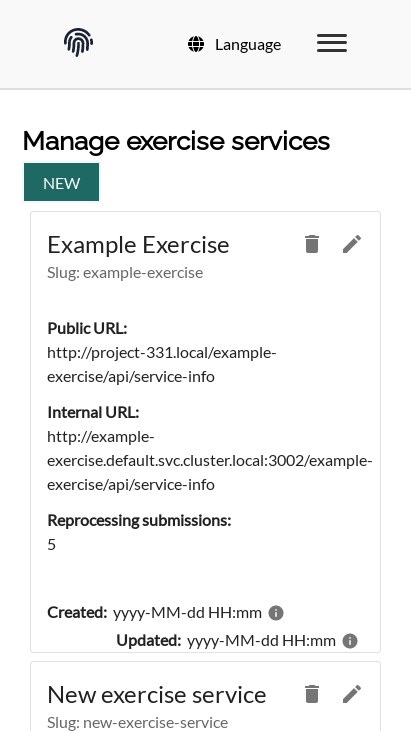 Language
Manage exercise services
NEW
Example Exercise
Slug: example-exercise
Public URL:
http://project-331.local/example-
exercise/api/service-info
Internal URL:
http://example-
exercise.default.svc.cluster.local:3002/example-
exercise/api/service-info
Reprocessing submissions:
5
Created: yyyy-MM-dd HH:mm
Updated: yyyy-MM-dd HH:mm
New exercise service
Slug: new-exercise-service